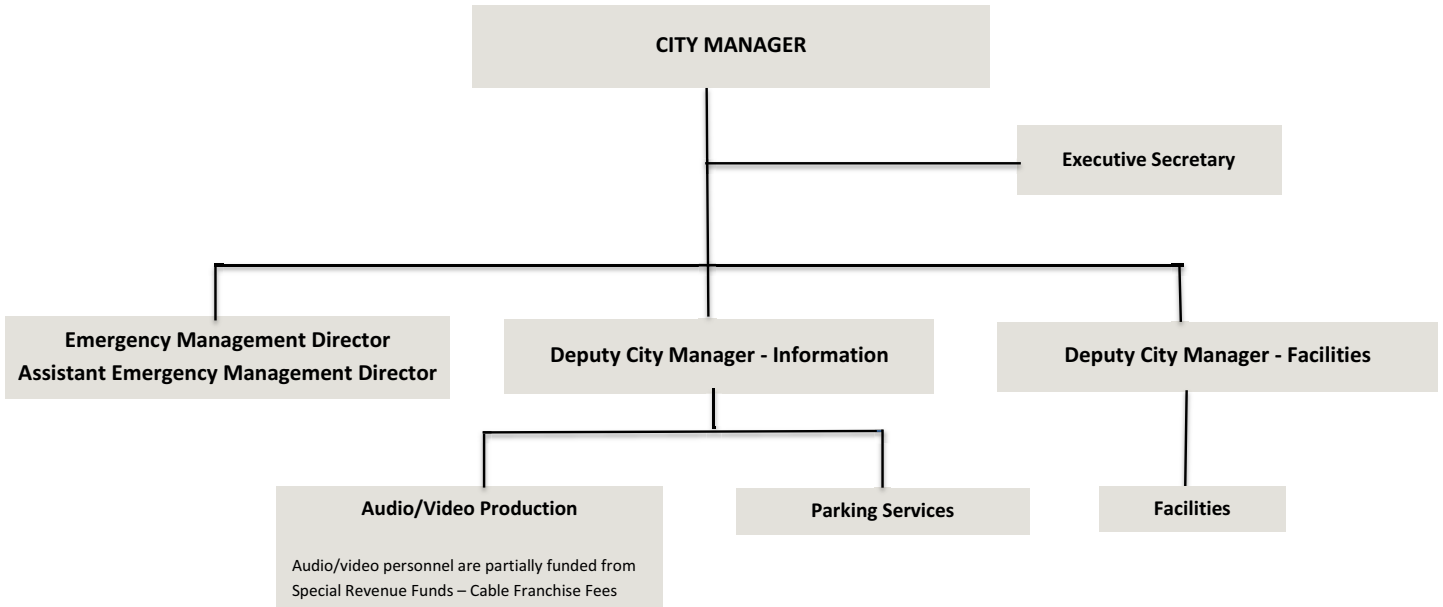 CITY MANAGER
Executive Secretary
Emergency Management Director
Assistant Emergency Management Director
Deputy City Manager - Information
Deputy City Manager - Facilities
Audio/Video Production
Audio/video personnel are partially funded from
Special Revenue Funds – Cable Franchise Fees
Parking Services
Facilities